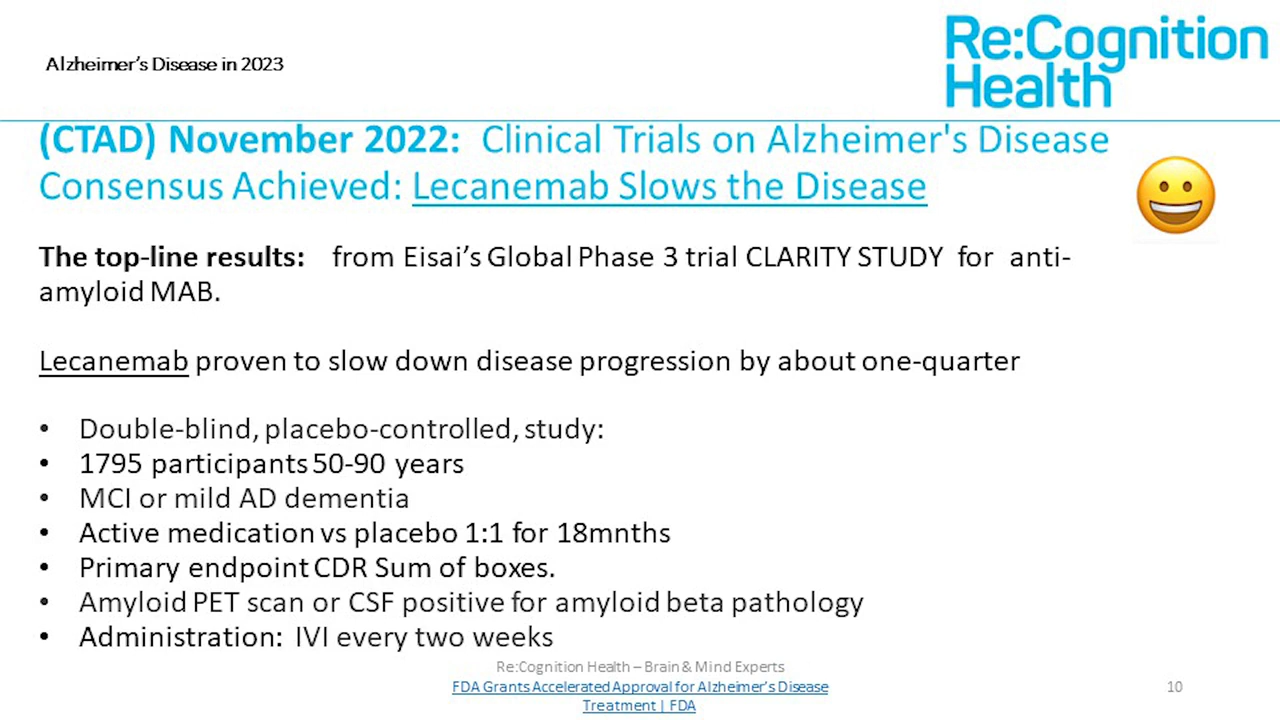 Alzheimer's Disease in 2023
Re:Cognition
Health
(CTAD) November 2022: Clinical Trials on Alzheimer's Disease
Consensus Achieved: Lecanemab Slows the Disease
The top-line results: from Eisai's Global Phase 3 trial CLARITY STUDY for anti-
amyloid MAB.
Lecanemab proven to slow down disease progression by about one-quarter
• Double-blind, placebo-controlled, study:
• 1795 participants 50-90 years
• MCI or mild AD dementia
• Active medication vs placebo 1:1 for 18mnths
• Primary endpoint CDR Sum of boxes.
• Amyloid PET scan or CSF positive for amyloid beta pathology
• Administration: IVI every two weeks
Re:Cognition Health – Brain & Mind Experts
FDA Grants Accelerated Approval for Alzheimer's Disease
Treatment | FDA
10